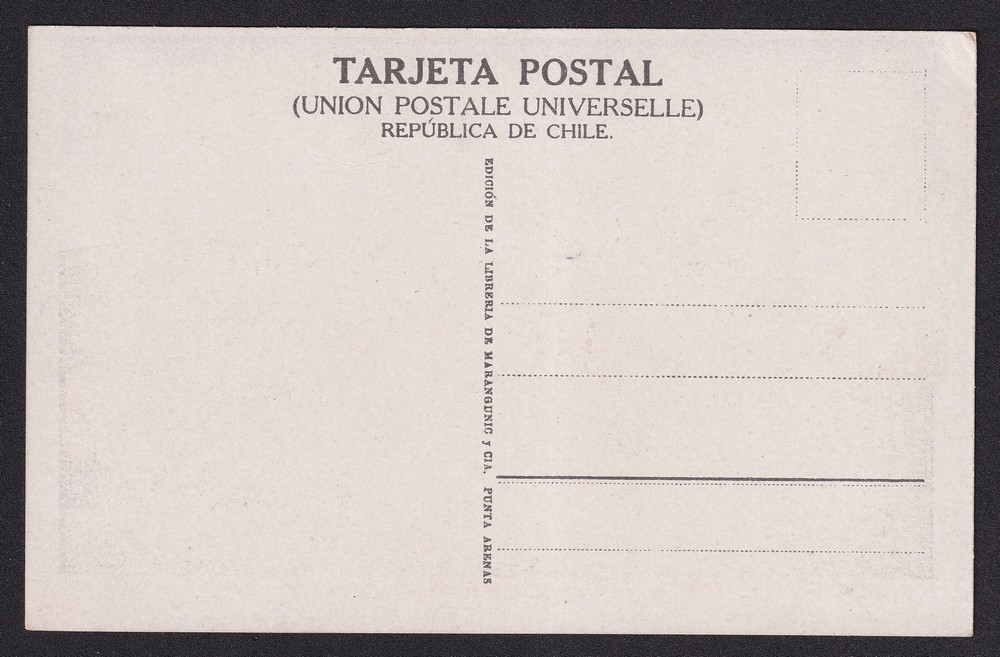 TARJETA POSTAL
(UNION POSTALE UNIVERSELLE)
REPÚBLICA DE CHILE.
EDICIÓN DE LA LIBRERIA DE MARANGUNIC y CIA. PUNTA ARENAS